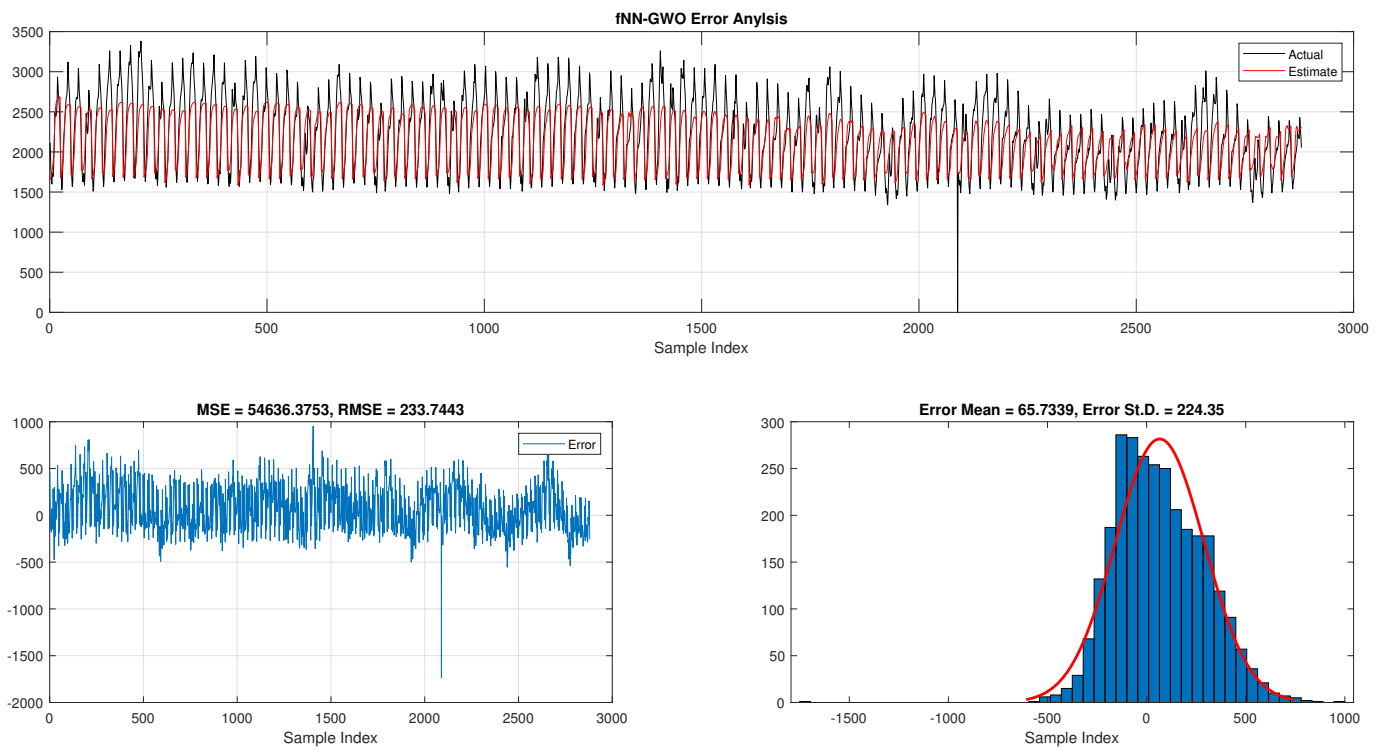 fNN-GWO Error Anylsis
3500
3000
2500
2000
1500
1000
500
0
Actual
Estimate
0 500 1000 1500 2000 2500 3000
Sample Index
MSE = 54636.3753, RMSE = 233.7443
1000
500
0
-500
-1000
-1500
-2000
Error
0 500 1000 1500 2000 2500 3000
Sample Index
Error Mean = 65.7339, Error St.D. = 224.35
300
250
200
150
100
50
0
-1500 -1000 -500 0 500 1000
Sample Index